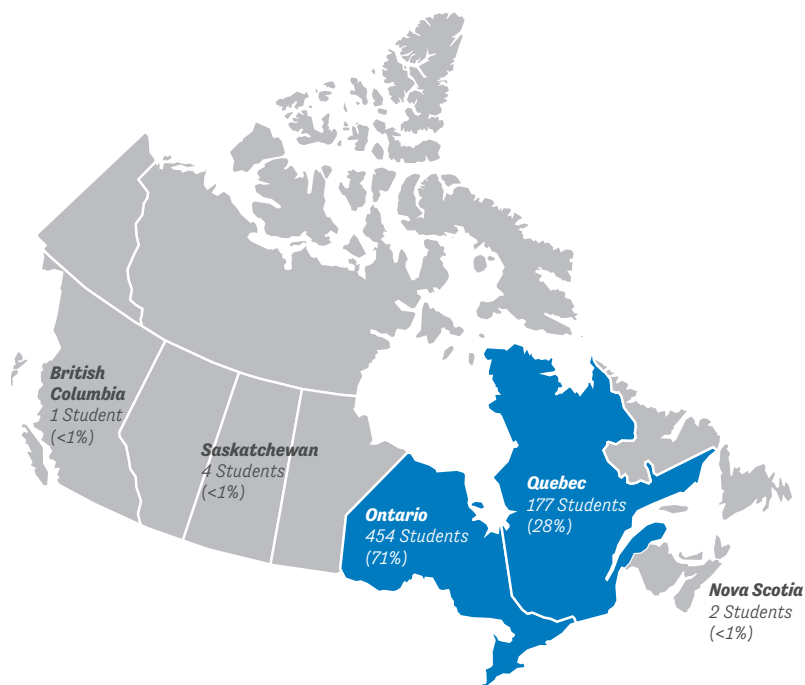 British
Columbia
1 Student
(<1%)
Saskatchewan
4 Students
(<1%)
Ontario
454 Students
(71%)
Quebec
177 Students
(28%)
Nova Scotia
2 Students
(<1%)